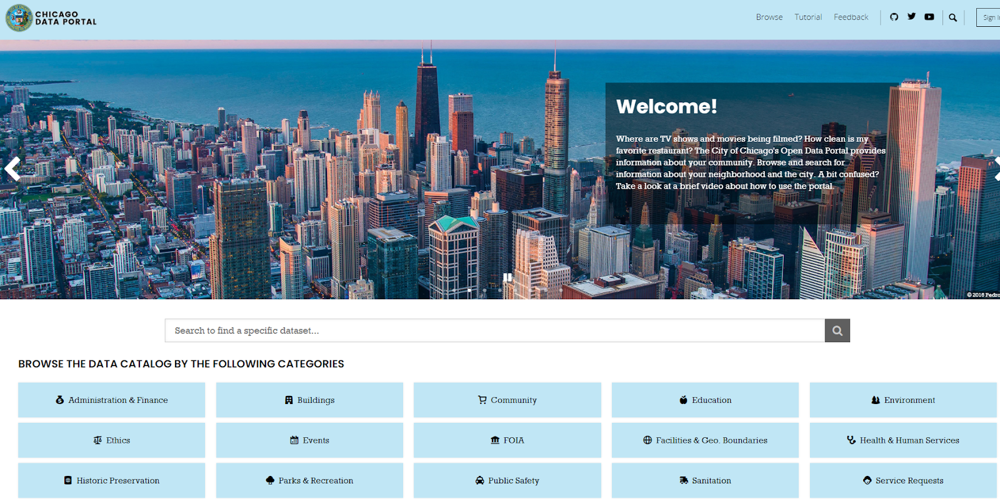 CHICAGO
DATA PORTAL
Browse Tutorial Feedback
Sign
Welcome!
Where are TV shows and movies being filmed? How clean is my
favorite restaurant? The City of Chicago's Open Data Portal provides
information about your community. Browse and search for
information about your neighborhood and the city. A bit confused?
Take a look at a brief video about how to use the portal.
© 2016 Pedro
Search to find a specific dataset...
BROWSE THE DATA CATALOG BY THE FOLLOWING CATEGORIES
Administration & Finance
Buildings
Community
Education
Environment
Ethics
Events
FOIA
Facilities & Geo. Boundaries
Health & Human Services
Historic Preservation
Parks & Recreation
Public Safety
Sanitation
Service Requests